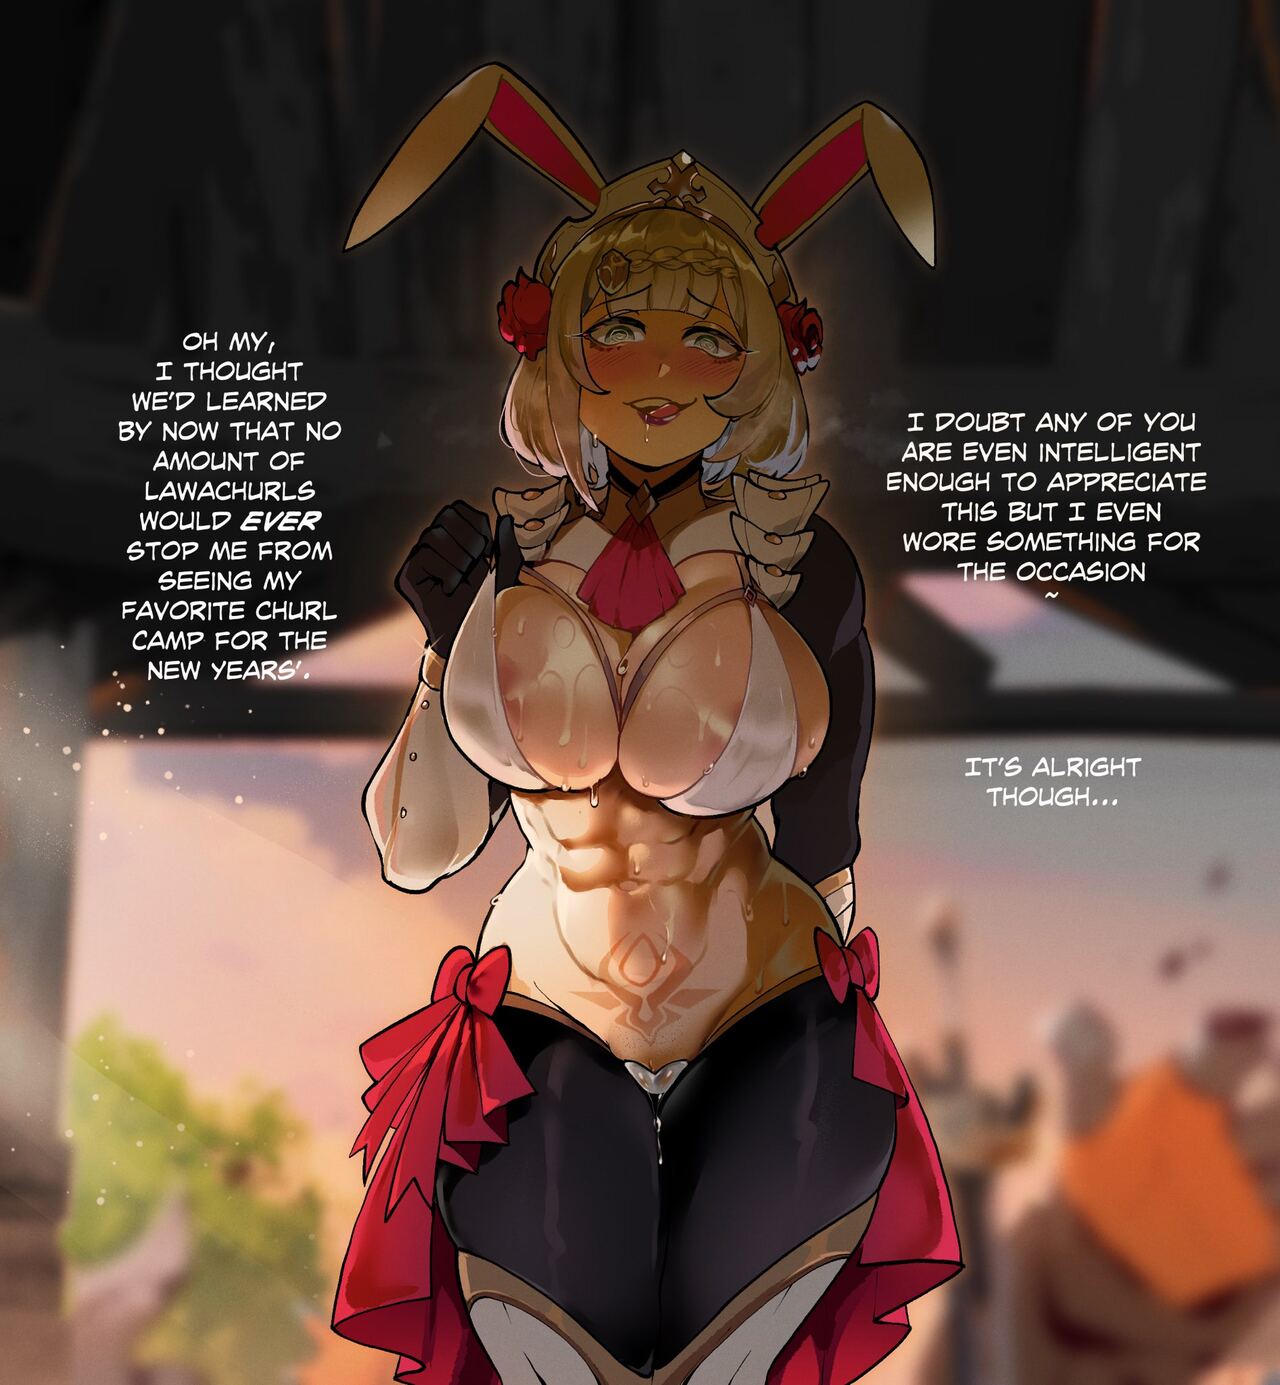 OH MY,
I THOUGHT
WE'D LEARNED
BY NOW THAT NO
AMOUNT OF
LAWACHURLS
WOULD EVER
STOP ME FROM
SEEING MY
FAVORITE CHURL
CAMP FOR THE
NEW YEARS'.
I DOUBT ANY OF YOU
ARE EVEN INTELLIGENT
ENOUGH TO APPRECIATE
THIS BUT I EVEN
WORE SOMETHING FOR
THE OCCASION
~
IT'S ALRIGHT
THOUGH...